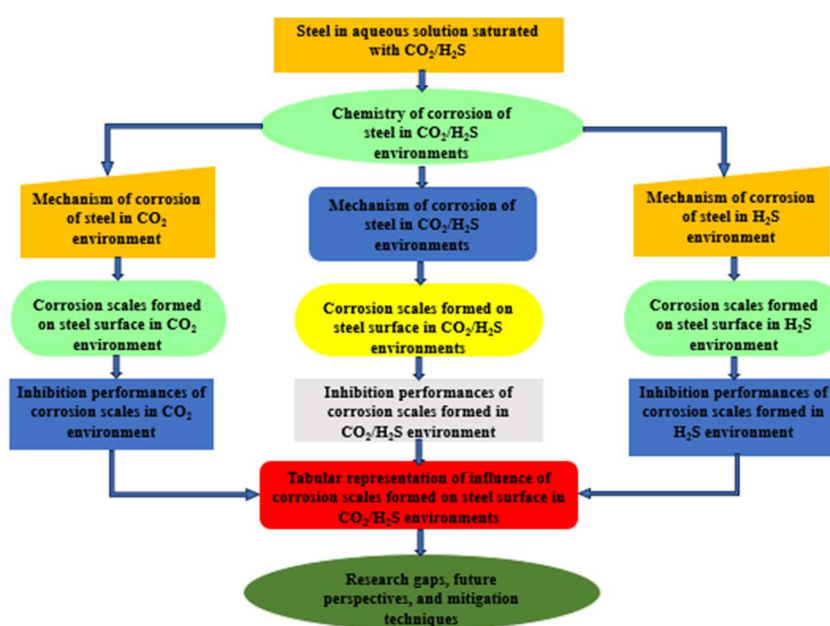 Steel in aqueous solution saturated
with CO₂/H₂S
Chemistry of corrosion of
steel in CO₂/H₂S
environments
Mechanism of corrosion
of steel in CO₂
environment
Mechanism of corrosion of
steel in CO₂/H₂S
environments
Mechanism of corrosion
of steel in H₂S
environment
Corrosion scales formed
on steel surface in CO₂
environment
Corrosion scales formed on
steel surface in CO₂/H₂S
environments
Corrosion scales formed
on steel surface in H₂S
environment
Inhibition performances of
corrosion scales in CO₂
environment
Inhibition performances of
corrosion scales formed in
CO₂/H₂S environment
Inhibition performances of
corrosion scales formed in
H₂S environment
Tabular representation of influence of
corrosion scales formed on steel surface in
CO₂/H₂S environments
Research gaps, future
perspectives, and mitigation
techniques